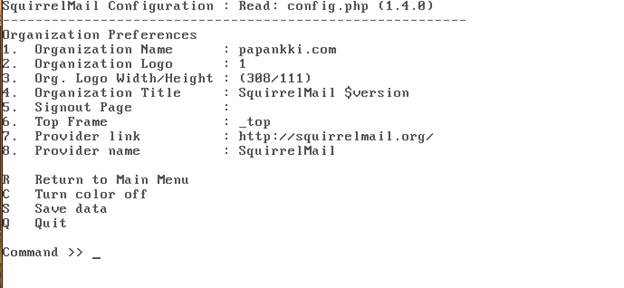 SquirrelMail Configuration : Read: config.php (1.4.0)
---------------------------------------------------------
Organization Preferences
1.  Organization Name      : papankki.com
2.  Organization Logo      : 1
3.  Org. Logo Width/Height : (308/111)
4.  Organization Title     : SquirrelMail $version
5.  Signout Page           :
6.  Top Frame              : _top
7.  Provider link          : http://squirrelmail.org/
8.  Provider name          : SquirrelMail
R   Return to Main Menu
C   Turn color off
S   Save data
Q   Quit
Command >> _